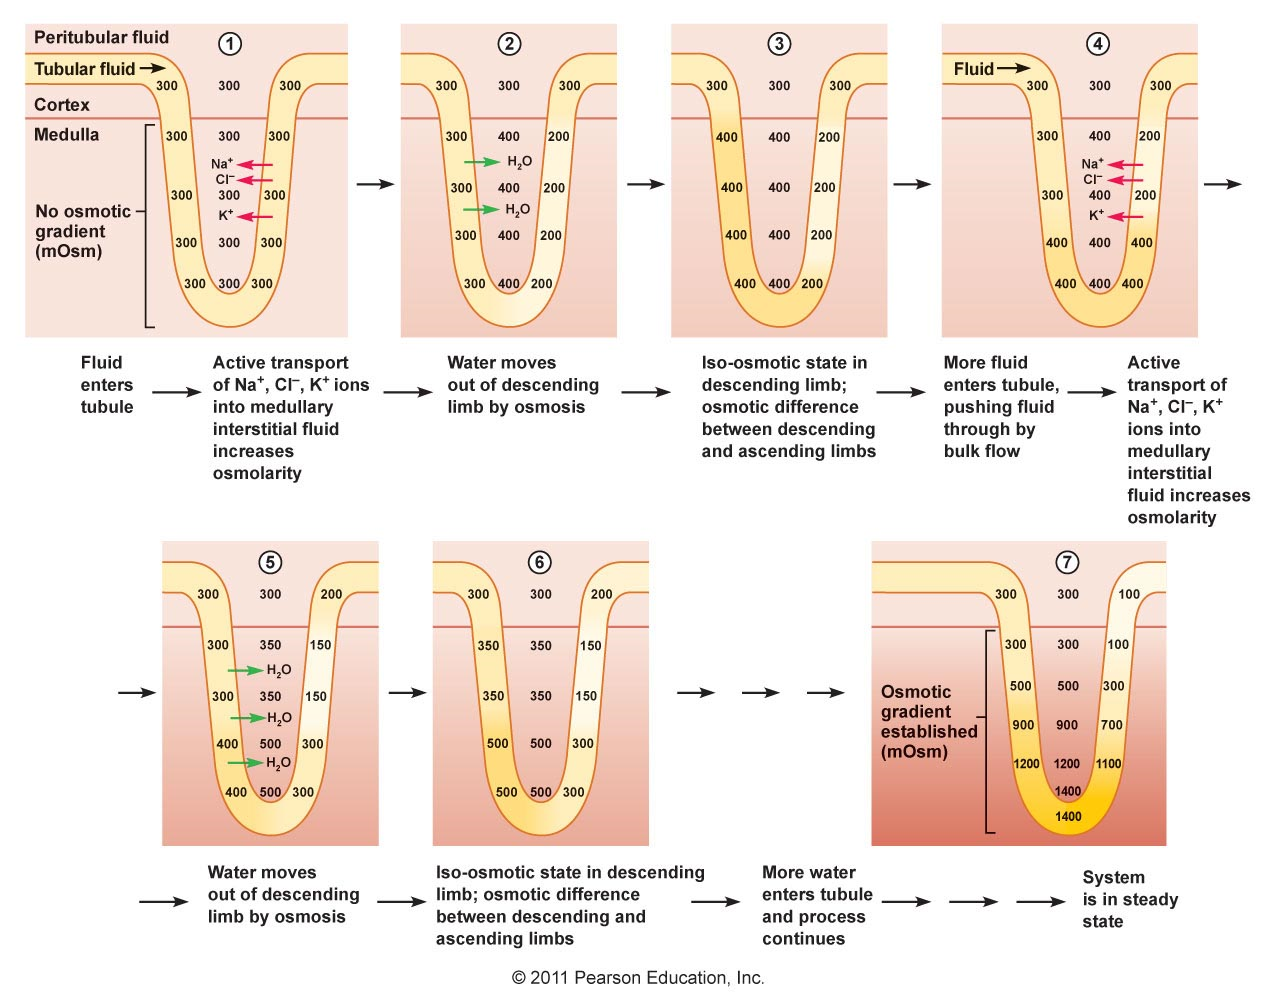 Peritubular fluid
1
Tubular fluid
300 300 300
Cortex
Medulla
300 300 300
Na⁺
Cl⁻
300 300 300
K⁺
No osmotic
gradient
(mOsm)
300 300 300
300 300 300
2
300 300 300
300 400 200
H₂O
300 400 200
H₂O
300 400 200
300 400 200
3
300 300 300
400 400 200
400 400 200
400 400 200
400 400 200
4
Fluid
300 300 300
300 400 200
Na⁺
Cl⁻
300 400 200
K⁺
400 400 400
400 400 400
Fluid
enters
tubule
Active transport
of Na⁺, Cl⁻, K⁺ ions
into medullary
interstitial fluid
increases
osmolarity
Water moves
out of descending
limb by osmosis
Iso-osmotic state in
descending limb;
osmotic difference
between descending
and ascending limbs
More fluid
enters tubule,
pushing fluid
through by
bulk flow
Active
transport of
Na⁺, Cl⁻, K⁺
ions into
medullary
interstitial
fluid increases
osmolarity
5
300 300 200
300 350 150
H₂O
300 350 150
H₂O
400 500 300
H₂O
400 500 300
6
300 300 200
350 350 150
350 350 150
500 500 300
500 500 300
7
300 300 100
300 300 100
500 500 300
900 900 700
1200 1200 1100
1400
1400
Osmotic
gradient
established
(mOsm)
Water moves
out of descending
limb by osmosis
Iso-osmotic state in descending
limb; osmotic difference
between descending and
ascending limbs
More water
enters tubule
and process
continues
System
is in steady
state
© 2011 Pearson Education, Inc.